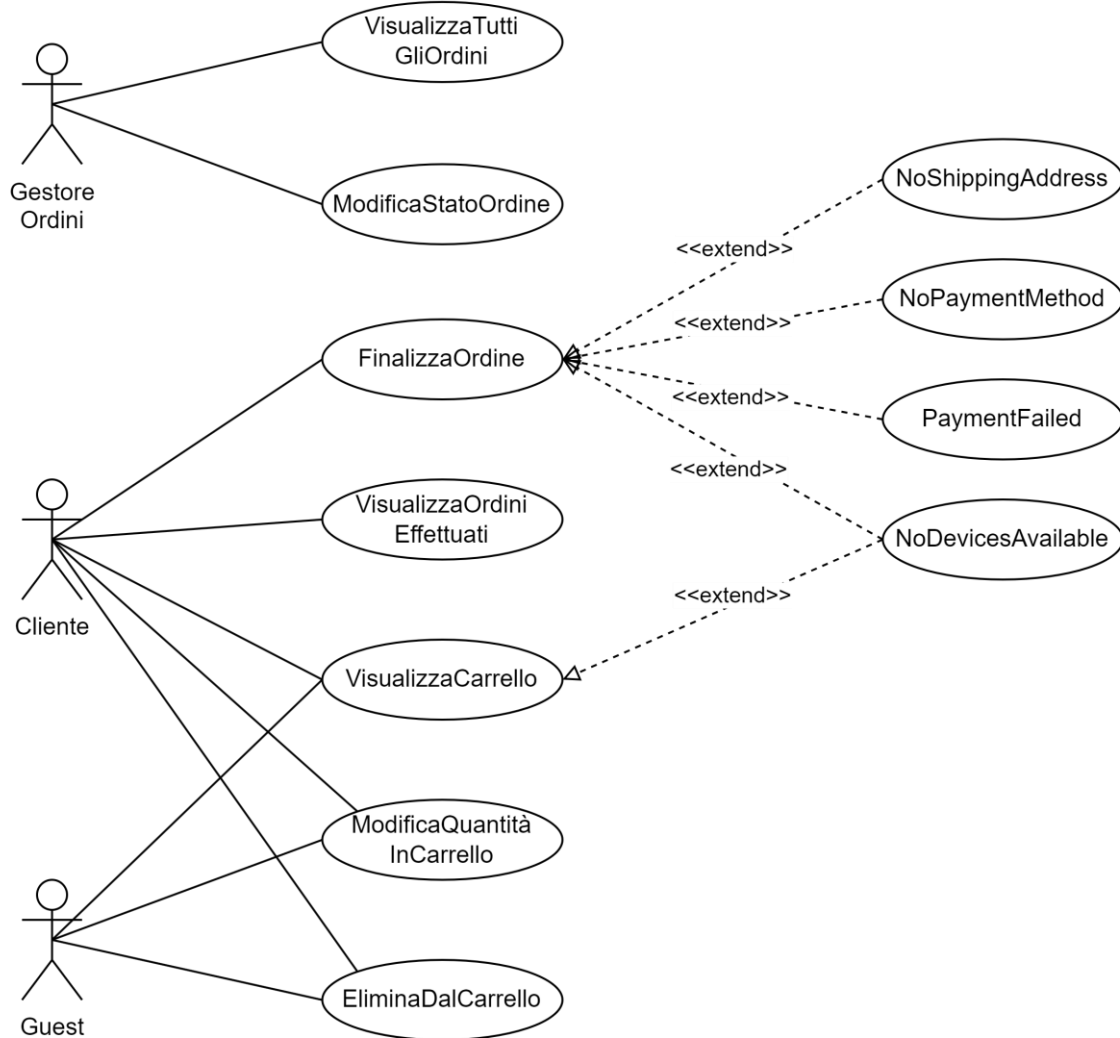 VisualizzaTutti
GliOrdini
Gestore
Ordini
ModificaStatoOrdine
NoShippingAddress
<<extend>>
NoPaymentMethod
<<extend>>
FinalizzaOrdine
<<extend>>
PaymentFailed
<<extend>>
VisualizzaOrdini
Effettuati
NoDevicesAvailable
Cliente
<<extend>>
VisualizzaCarrello
ModificaQuantità
InCarrello
EliminaDalCarrello
Guest